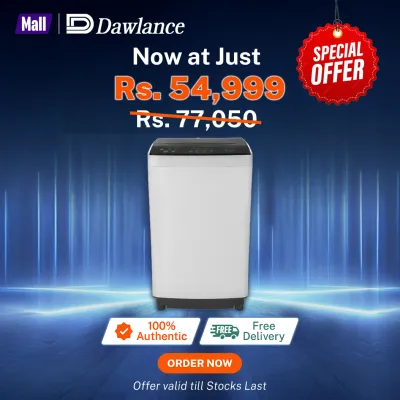 Mall
Dawlance
Now at Just
Rs. 54,999
Rs. 77,050
SPECIAL
OFFER
100%
Authentic
FREE
Free
Delivery
ORDER NOW
Offer valid till Stocks Last